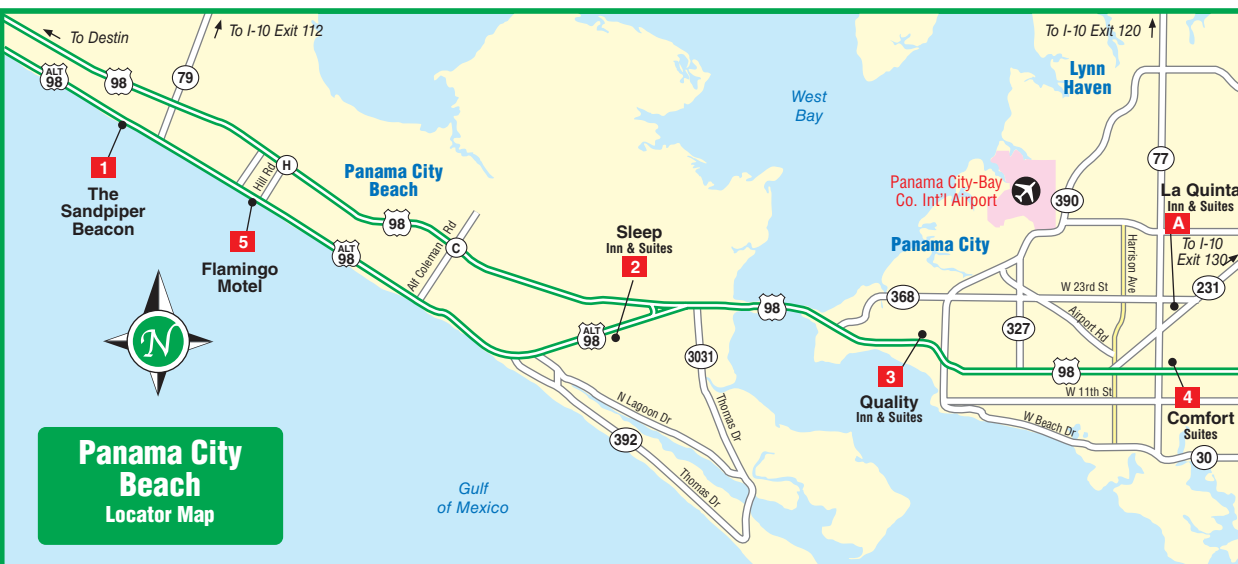 To Destin
To I-10 Exit 112
To I-10 Exit 120
ALT
98
98
79
Lynn
Haven
West
Bay
77
1
The
Sandpiper
Beacon
Hill Rd
H
Panama City
Beach
Panama City-Bay
Co. Int'l Airport
390
La Quinta
Inn & Suites
A
5
Flamingo
Motel
98
ALT
98
Alf Coleman Rd
C
Sleep
Inn & Suites
2
Panama City
Harrison Ave
To I-10
Exit 130
231
368
W 23rd St
98
ALT
98
3031
327
Airport Rd
N
3
Quality
Inn & Suites
98
W 11th St
4
Comfort
Suites
N Lagoon Dr
Thomas Dr
392
Thomas Dr
W Beach Dr
30
Panama City
Beach
Locator Map
Gulf
of Mexico